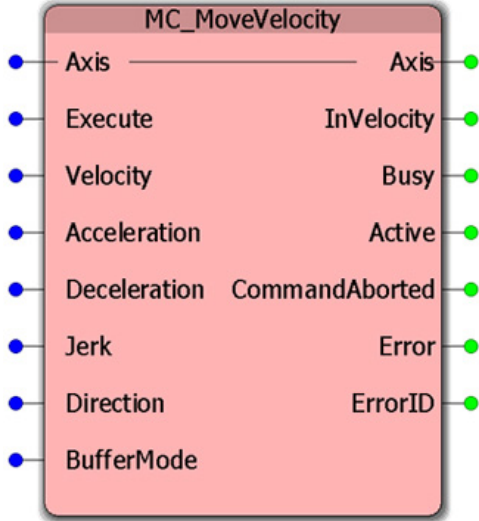 MC_MoveVelocity
Axis Axis
Execute InVelocity
Velocity Busy
Acceleration Active
Deceleration CommandAborted
Jerk Error
Direction ErrorID
BufferMode